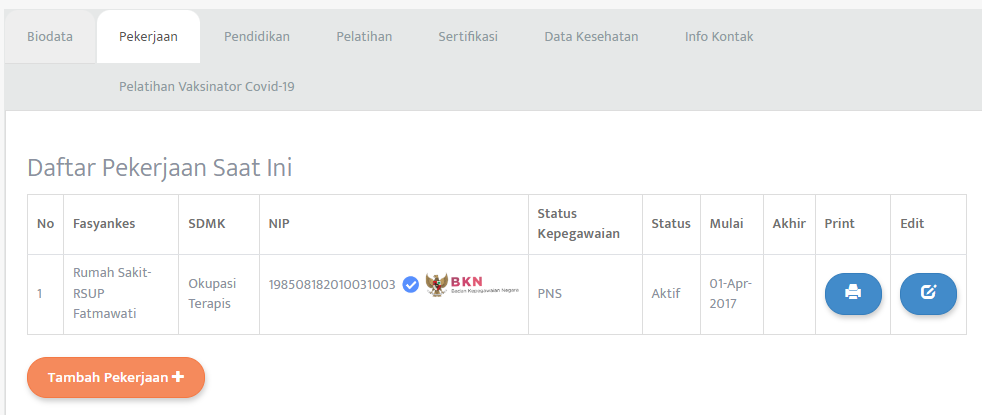 Biodata Pekerjaan Pendidikan Pelatihan Sertifikasi Data Kesehatan Info Kontak
Pelatihan Vaksinator Covid-19
Daftar Pekerjaan Saat Ini
No Fasyankes SDMK NIP Status Kepegawaian Status Mulai Akhir Print Edit
1 Rumah Sakit-RSUP Fatmawati Okupasi Terapis 198508182010031003 BKN Badan Kepegawaian Negara PNS Aktif 01-Apr-2017
Tambah Pekerjaan +